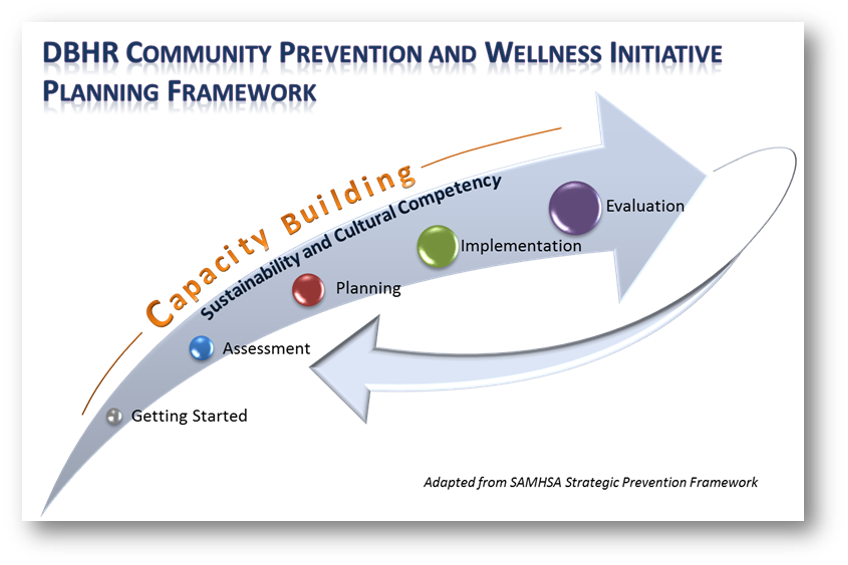 DBHR COMMUNITY PREVENTION AND WELLNESS INITIATIVE
PLANNING FRAMEWORK
Capacity Building
Sustainability and Cultural Competency
Evaluation
Implementation
Planning
Assessment
Getting Started
Adapted from SAMHSA Strategic Prevention Framework